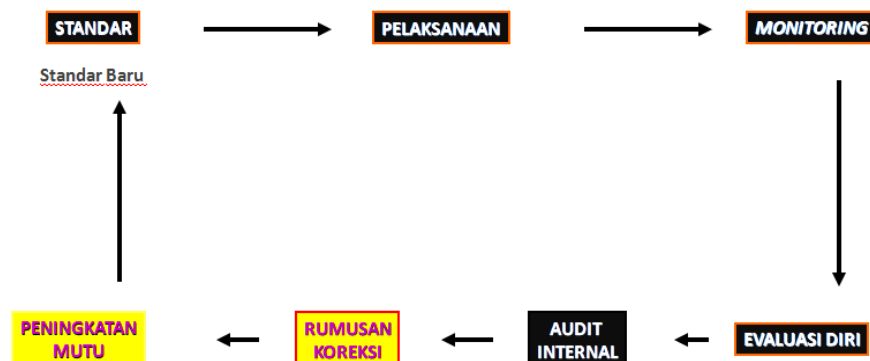 STANDAR
PELAKSANAAN
MONITORING
Standar Baru
PENINGKATAN
MUTU
RUMUSAN
KOREKSI
AUDIT
INTERNAL
EVALUASI DIRI